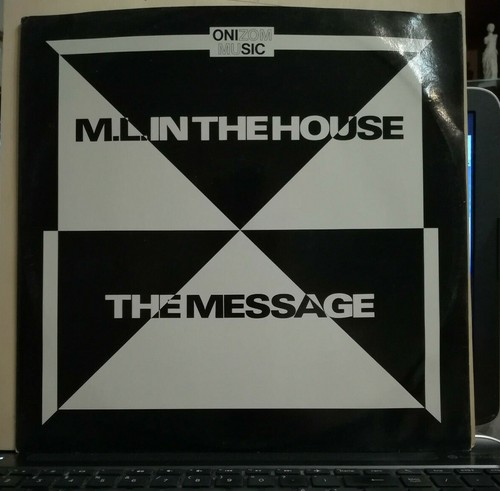 ONIZOM
MUSIC
M.L. IN THE HOUSE
THE MESSAGE